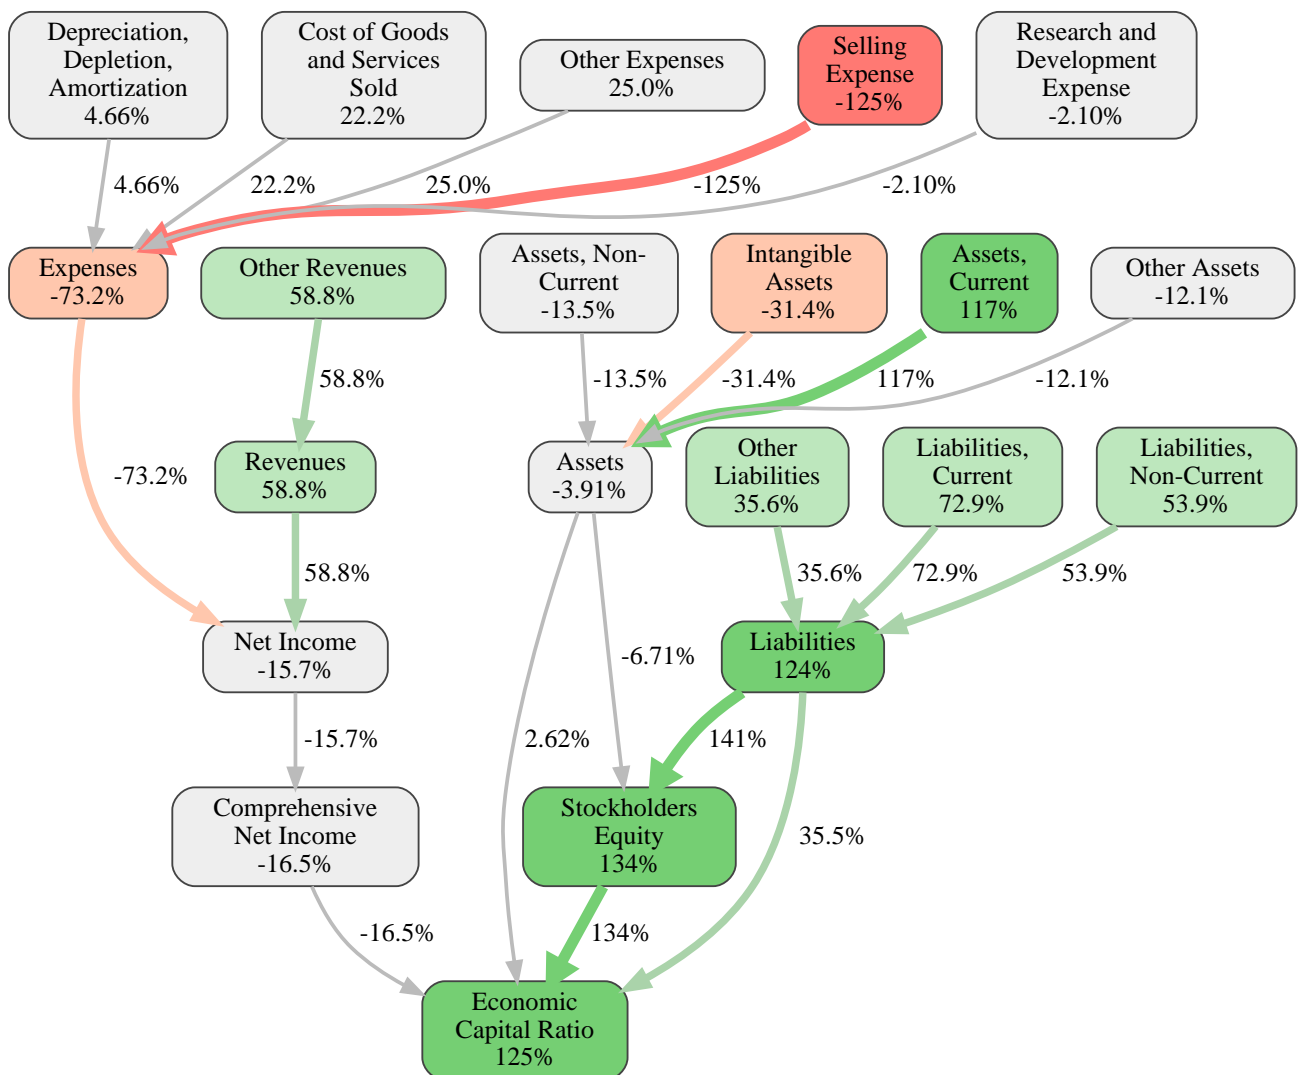 Depreciation,
Depletion,
Amortization
4.66%
Cost of Goods
and Services
Sold
22.2%
Other Expenses
25.0%
Selling
Expense
-125%
Research and
Development
Expense
-2.10%
4.66%
22.2%
25.0%
-125%
-2.10%
Expenses
-73.2%
Other Revenues
58.8%
Assets, Non-
Current
-13.5%
Intangible
Assets
-31.4%
Assets,
Current
117%
Other Assets
-12.1%
58.8%
-13.5%
-31.4%
117%
-12.1%
-73.2%
Revenues
58.8%
Assets
-3.91%
Other
Liabilities
35.6%
Liabilities,
Current
72.9%
Liabilities,
Non-Current
53.9%
58.8%
35.6%
72.9%
53.9%
Net Income
-15.7%
-6.71%
Liabilities
124%
-15.7%
2.62%
141%
Comprehensive
Net Income
-16.5%
Stockholders
Equity
134%
35.5%
-16.5%
134%
Economic
Capital Ratio
125%